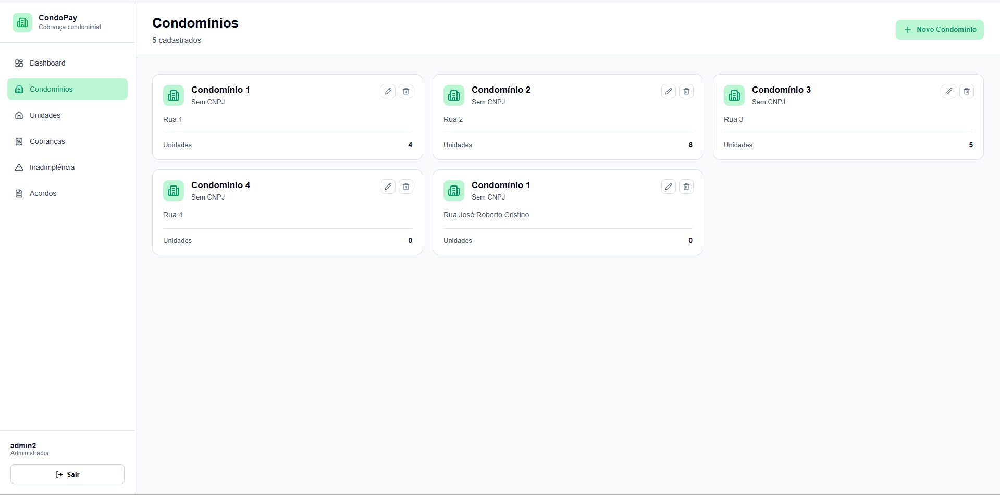 CondoPay
Cobrança condominial
Dashboard
Condomínios
Unidades
Cobranças
Inadimplência
Acordos
admin2
Administrador
Sair
Condomínios
5 cadastrados
Novo Condomínio
Condomínio 1
Sem CNPJ
Rua 1
Unidades 4
Condomínio 2
Sem CNPJ
Rua 2
Unidades 6
Condomínio 3
Sem CNPJ
Rua 3
Unidades 5
Condominio 4
Sem CNPJ
Rua 4
Unidades 0
Condomínio 1
Sem CNPJ
Rua José Roberto Cristino
Unidades 0